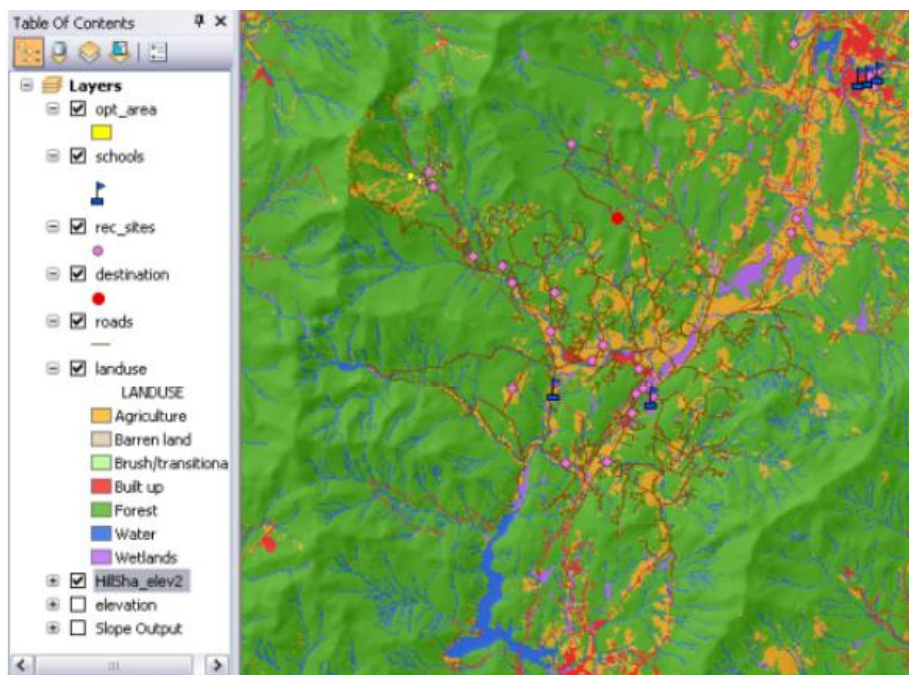 Table Of Contents
Layers
opt_area
schools
rec_sites
destination
roads
landuse
LANDUSE
Agriculture
Barren land
Brush/transitiona
Built up
Forest
Water
Wetlands
HillSha_elev2
elevation
Slope Output